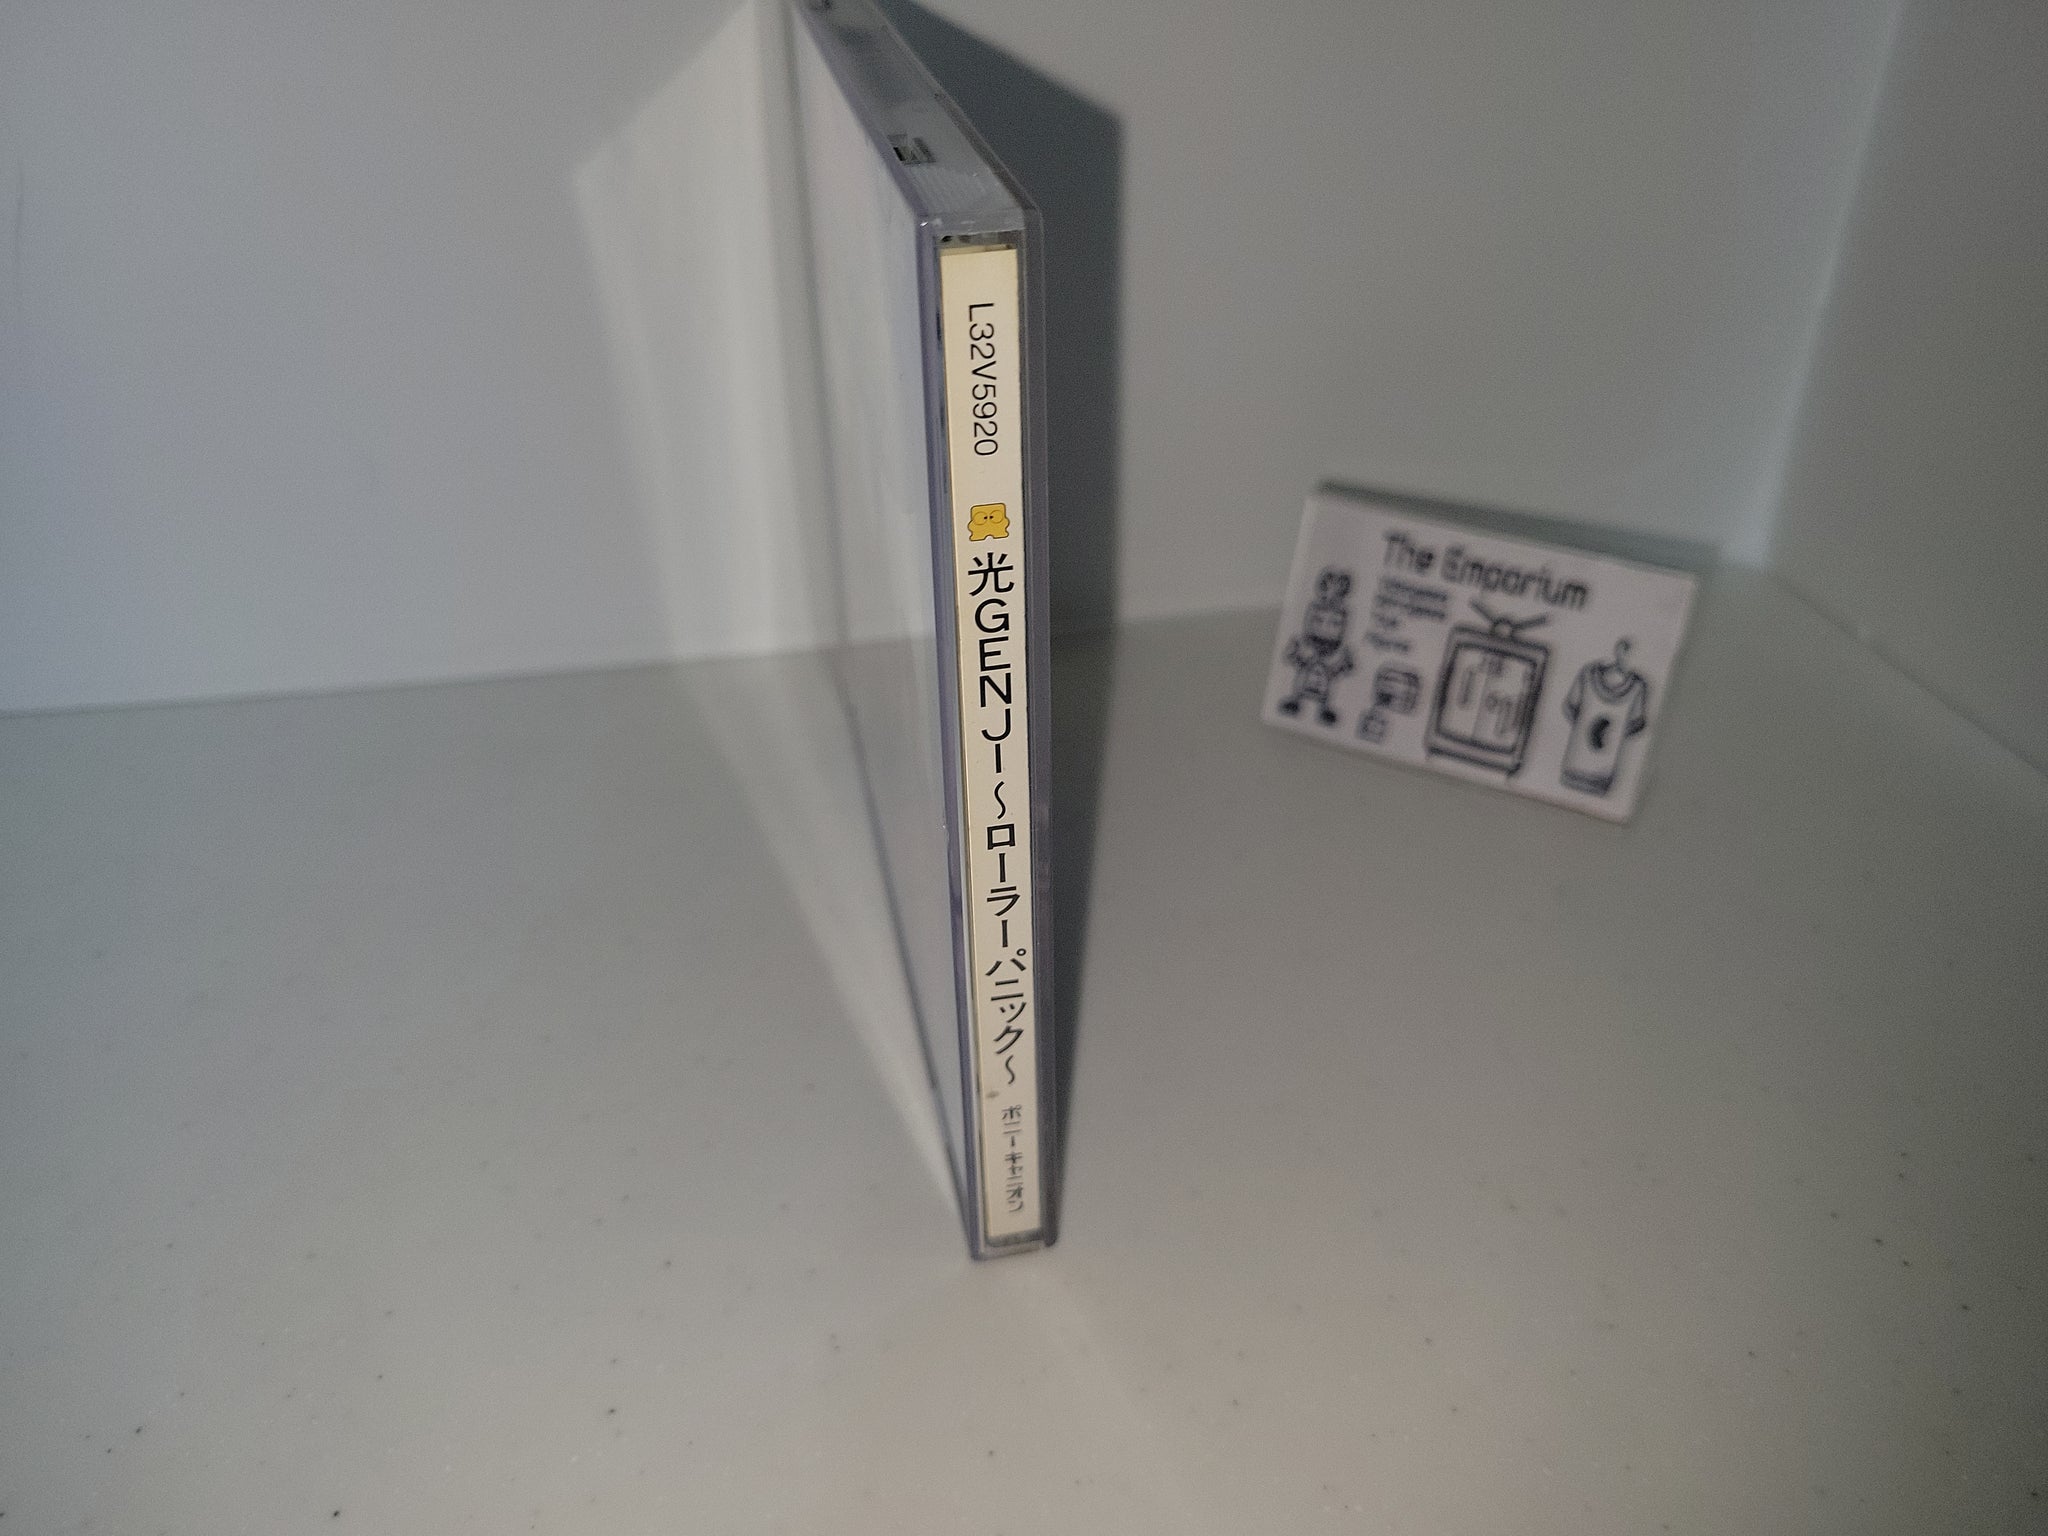 L32V5920
光GENJI～ローラーパニック～
ポニーキャニオン
The Emporium